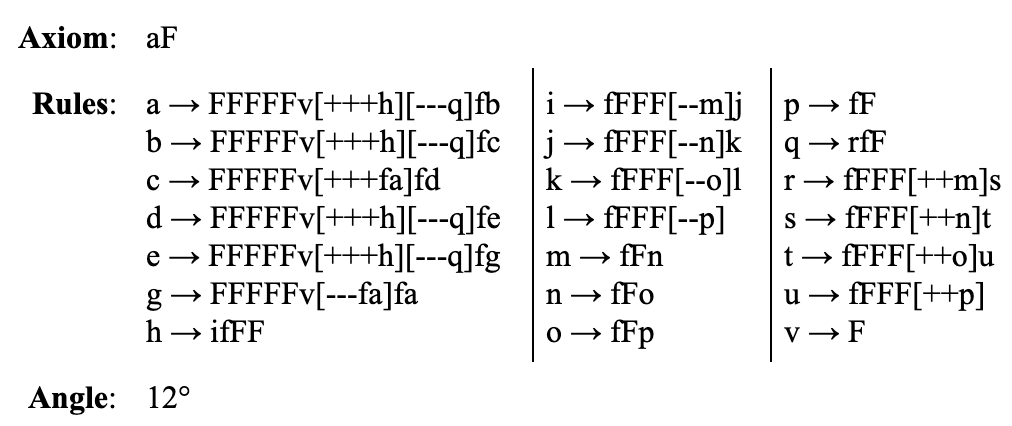 Axiom: aF
Rules: a → FFFFFv[+++h][---q]fb
b → FFFFFv[+++h][---q]fc
c → FFFFFv[+++fa]fd
d → FFFFFv[+++h][---q]fe
e → FFFFFv[+++h][---q]fg
g → FFFFFv[---fa]fa
h → ifFF
i → fFFF[--m]j
j → fFFF[--n]k
k → fFFF[--o]l
l → fFFF[--p]
m → fFn
n → fFo
o → fFp
p → fF
q → rfF
r → fFFF[++m]s
s → fFFF[++n]t
t → fFFF[++o]u
u → fFFF[++p]
v → F
Angle: 12°